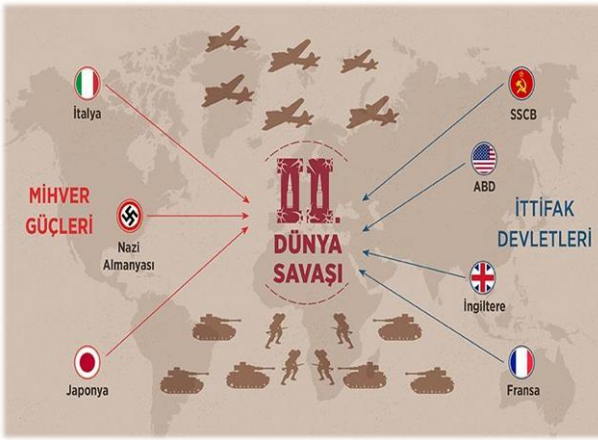 İtalya
MİHVER
GÜÇLERİ
Nazi
Almanyası
Japonya
II.
DÜNYA
SAVAŞI
SSCB
ABD
İTTİFAK
DEVLETLERİ
İngiltere
Fransa